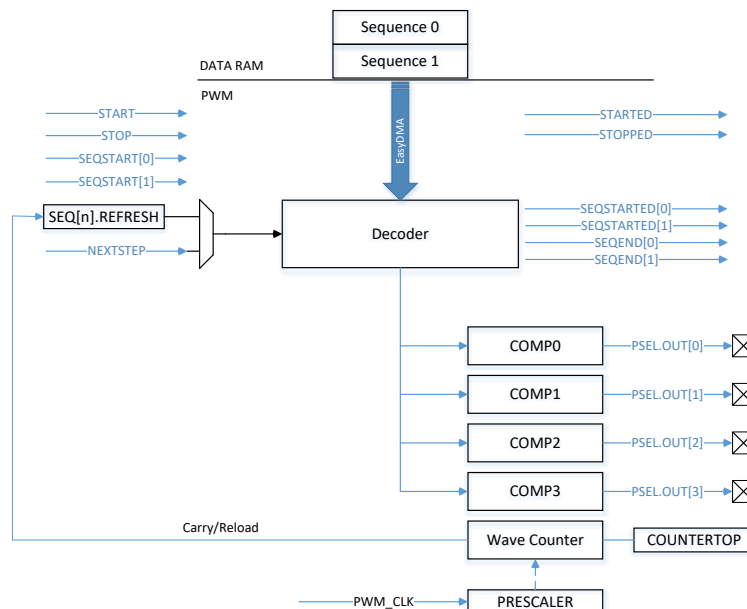 Sequence 0
Sequence 1
DATA RAM
PWM
START
STOP
SEQSTART[0]
SEQSTART[1]
EasyDMA
STARTED
STOPPED
SEQ[n].REFRESH
NEXTSTEP
Decoder
SEQSTARTED[0]
SEQSTARTED[1]
SEQEND[0]
SEQEND[1]
COMP0
PSEL.OUT[0]
COMP1
PSEL.OUT[1]
COMP2
PSEL.OUT[2]
COMP3
PSEL.OUT[3]
Carry/Reload
Wave Counter
COUNTERTOP
PWM_CLK
PRESCALER